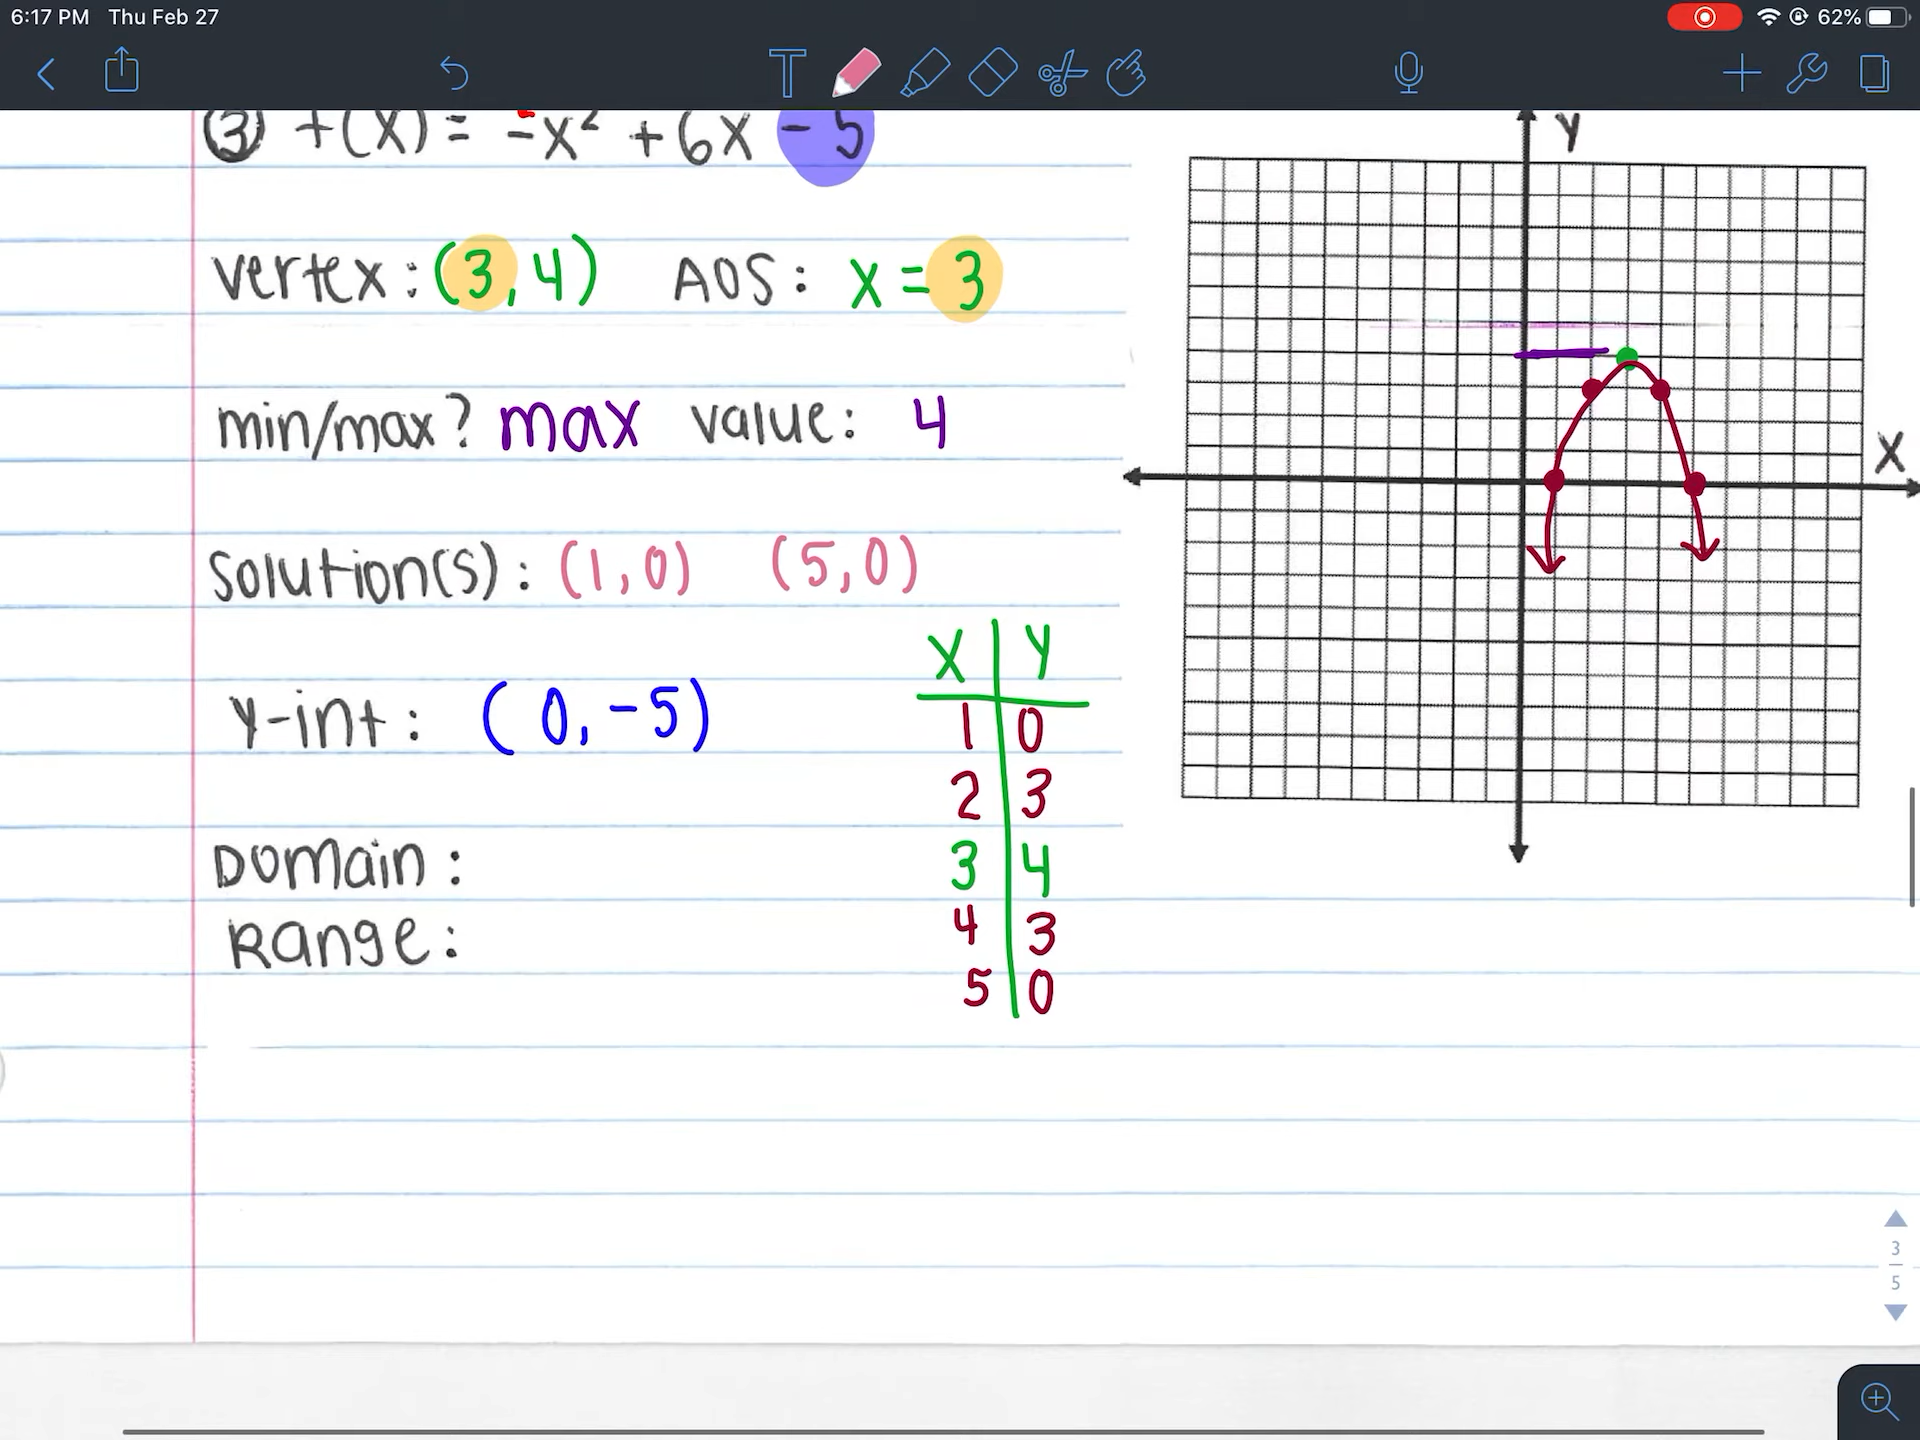 6:17 PM Thu Feb 27 62%
T
③ f(x) = -x² + 6x - 5
vertex: (3, 4) AOS: x = 3
min/max? max value: 4
solution(s): (1, 0) (5, 0)
y-int: (0, -5)
Domain:
Range:
X Y
1 0
2 3
3 4
4 3
5 0
Y
X
3
5